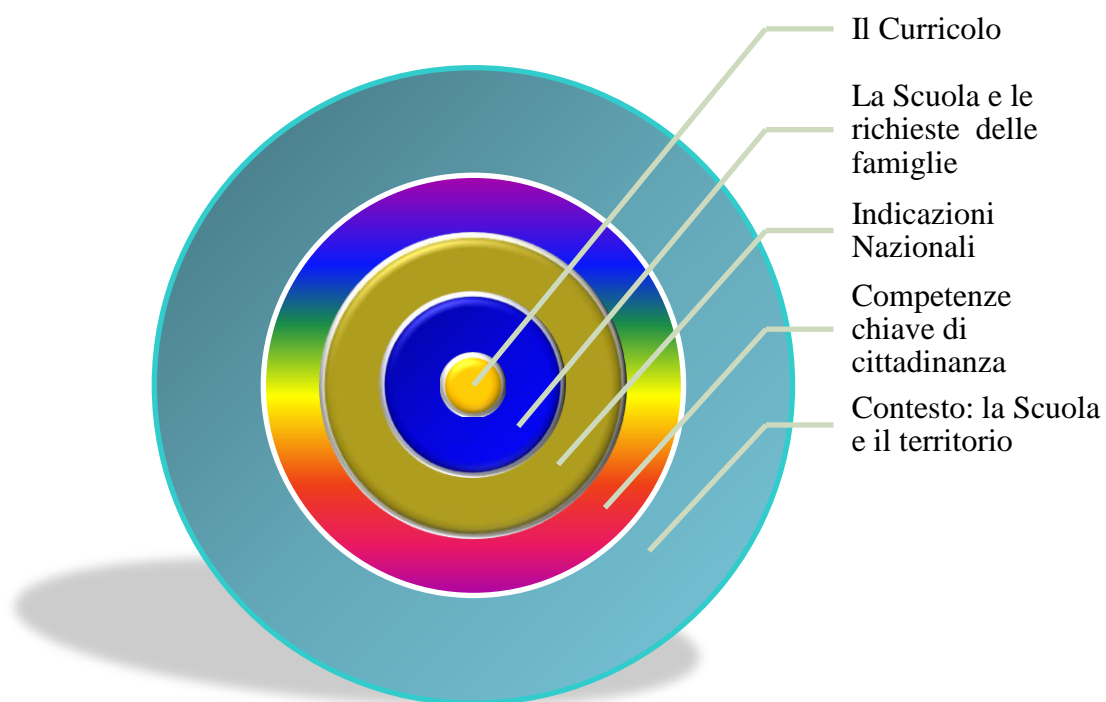 Il Curricolo
La Scuola e le
richieste  delle
famiglie
Indicazioni
Nazionali
Competenze
chiave di
cittadinanza
Contesto: la Scuola
e il territorio